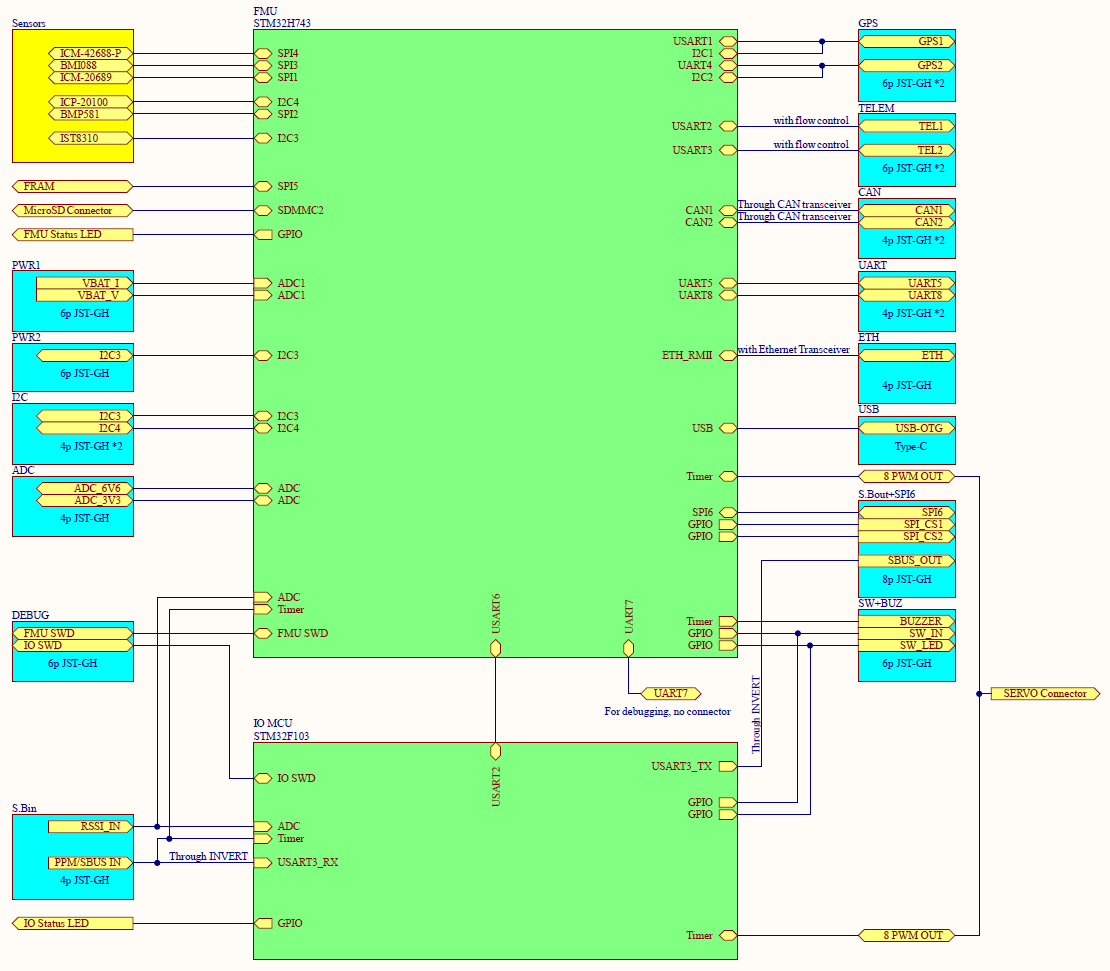 FMU
STM32H743
Sensors
ICM-42688-P
BMI088
ICM-20689
ICP-20100
BMP581
IST8310
SPI4
SPI3
SPI1
I2C4
SPI2
I2C3
FRAM
SPI5
MicroSD Connector
SDMMC2
FMU Status LED
GPIO
PWR1
VBAT_I
VBAT_V
6p JST-GH
ADC1
ADC1
PWR2
I2C3
6p JST-GH
I2C3
I2C
I2C3
I2C4
4p JST-GH *2
I2C3
I2C4
ADC
ADC_6V6
ADC_3V3
4p JST-GH
ADC
ADC
ADC
Timer
DEBUG
FMU SWD
IO SWD
6p JST-GH
FMU SWD
USART6
UART7
USART1
I2C1
UART4
I2C2
GPS
GPS1
GPS2
6p JST-GH *2
USART2
USART3
with flow control
with flow control
TELEM
TEL1
TEL2
6p JST-GH *2
CAN1
CAN2
Through CAN transceiver
Through CAN transceiver
CAN
CAN1
CAN2
4p JST-GH *2
UART5
UART8
UART
UART5
UART8
4p JST-GH *2
ETH_RMII
with Ethernet Transceiver
ETH
ETH
4p JST-GH
USB
USB
USB-OTG
Type-C
Timer
8 PWM OUT
SPI6
GPIO
GPIO
S.Bout+SPI6
SPI6
SPI_CS1
SPI_CS2
SBUS_OUT
8p JST-GH
Timer
GPIO
GPIO
SW+BUZ
BUZZER
SW_IN
SW_LED
6p JST-GH
UART7
For debugging, no connector
Through INVERT
SERVO Connector
IO MCU
STM32F103
USART2
IO SWD
USART3_TX
GPIO
GPIO
S.Bin
RSSI_IN
PPM/SBUS IN
4p JST-GH
Through INVERT
ADC
Timer
USART3_RX
IO Status LED
GPIO
Timer
8 PWM OUT